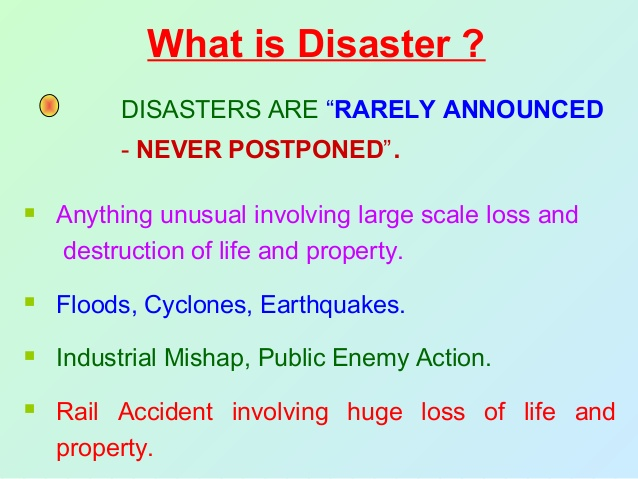 What is Disaster ?
DISASTERS ARE “RARELY ANNOUNCED
- NEVER POSTPONED”.
Anything unusual involving large scale loss and
destruction of life and property.
Floods, Cyclones, Earthquakes.
Industrial Mishap, Public Enemy Action.
Rail Accident involving huge loss of life and
property.